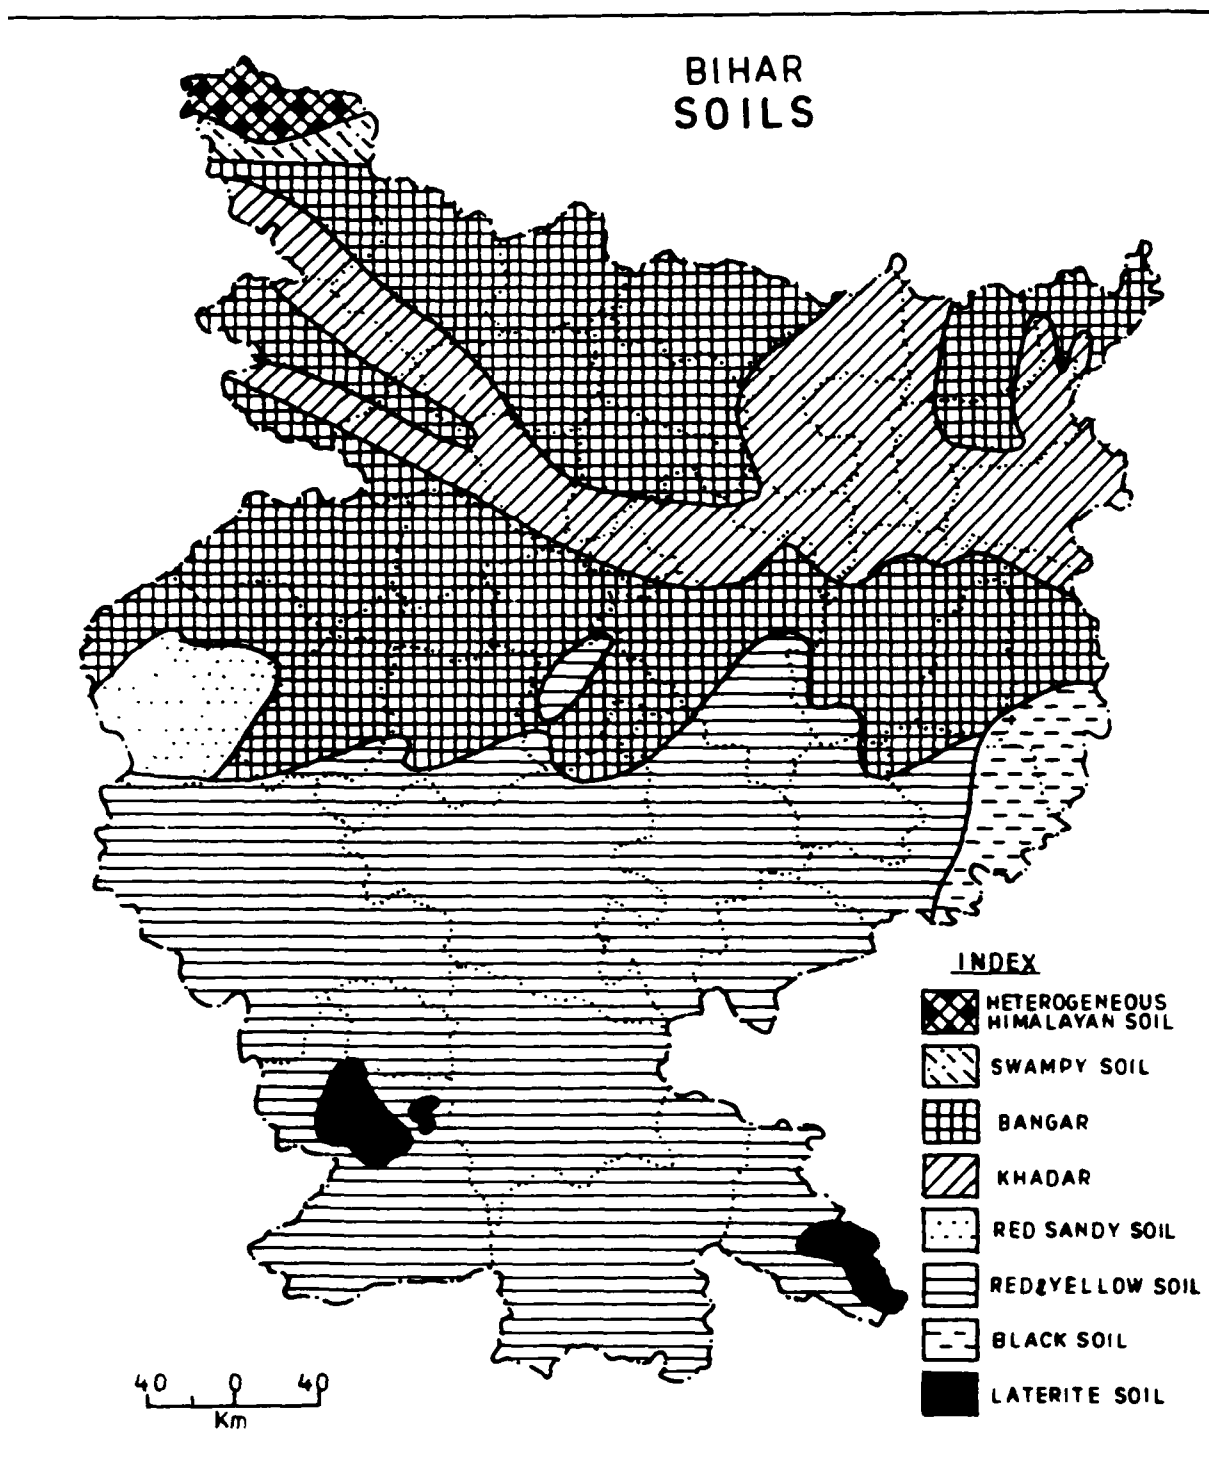 BIHAR
SOILS
INDEX
HETEROGENEOUS
HIMALAYAN SOIL
SWAMPY SOIL
BANGAR
KHADAR
RED SANDY SOIL
RED&YELLOW SOIL
BLACK SOIL
LATERITE SOIL
40 0 40
Km